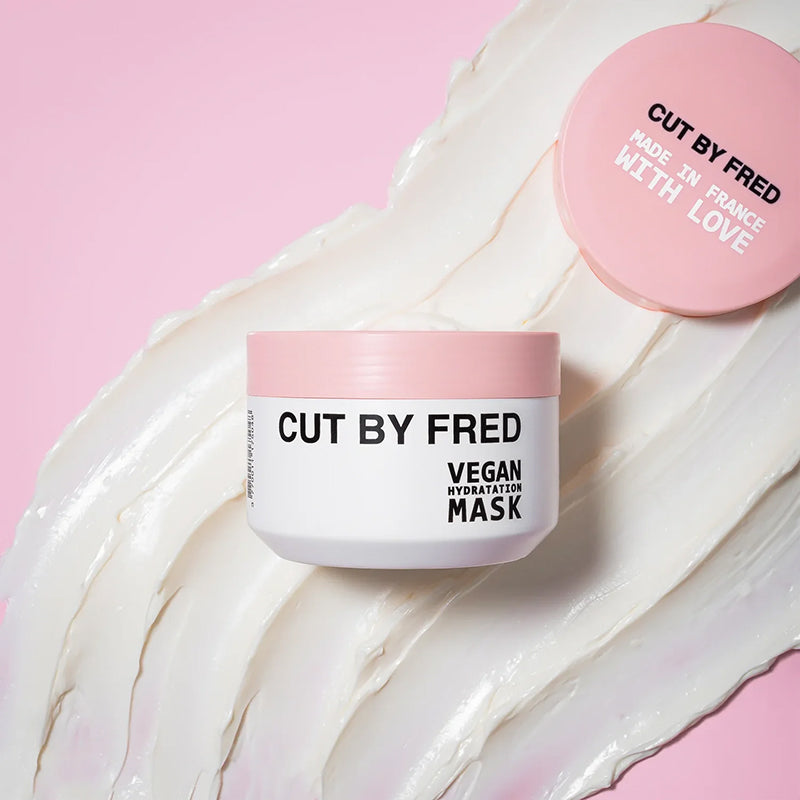 CUT BY FRED
MADE IN FRANCE
WITH LOVE
CUT BY FRED
VEGAN
HYDRATATION
MASK